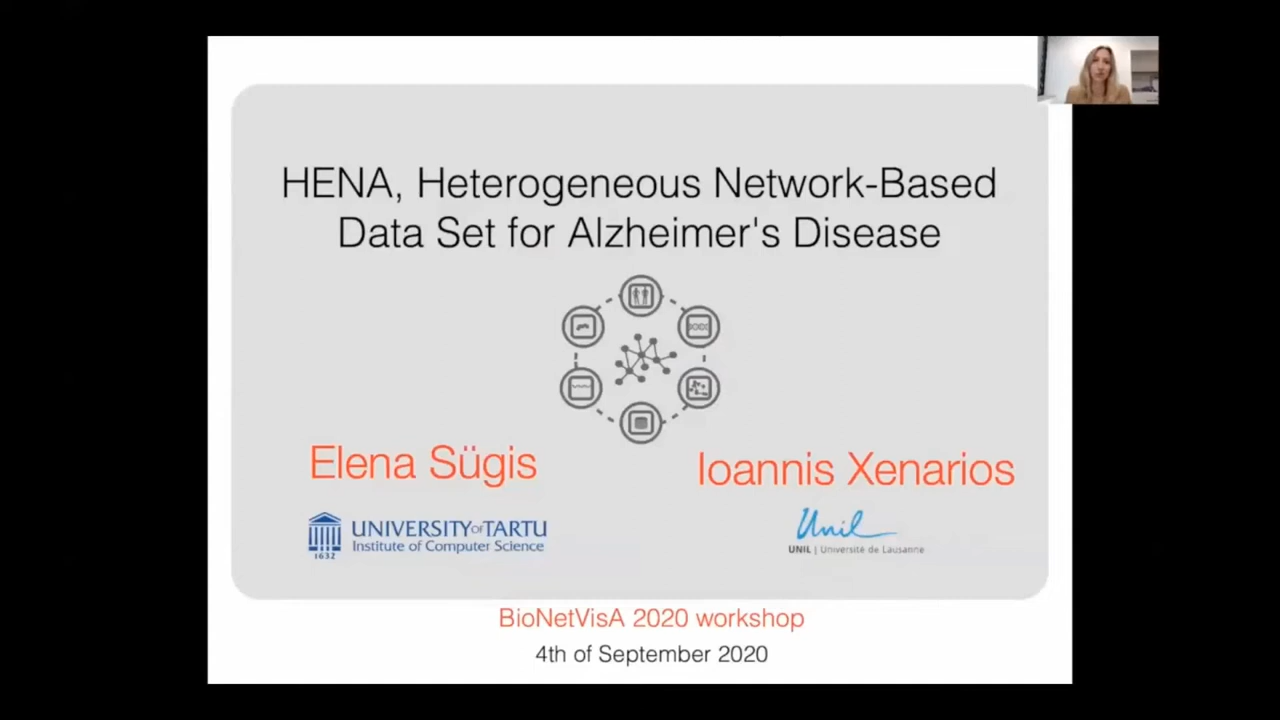 HENA, Heterogeneous Network-Based
Data Set for Alzheimer's Disease
Elena Sügis
Ioannis Xenarios
UNIVERSITY OF TARTU
Institute of Computer Science
1632
Unil
UNIL | Université de Lausanne
BioNetVisA 2020 workshop
4th of September 2020